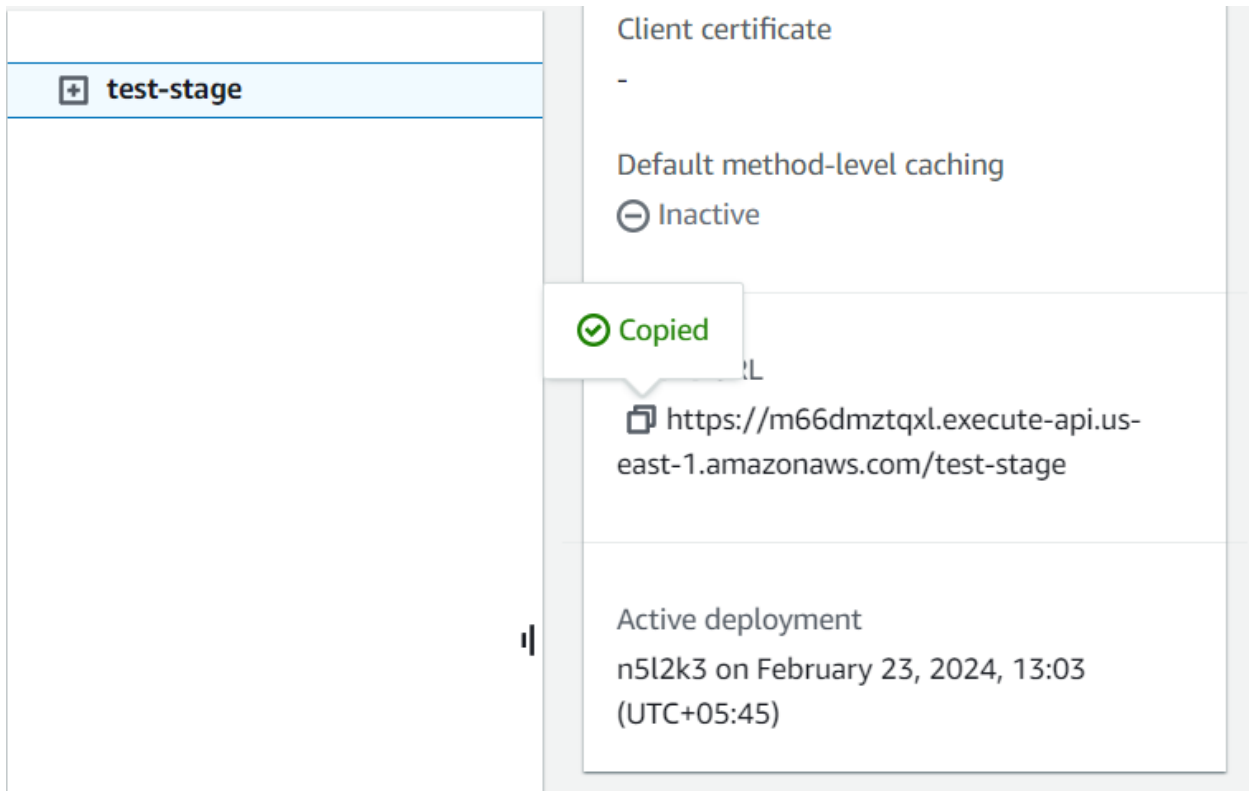 test-stage
Client certificate
-
Default method-level caching
Inactive
Copied
https://m66dmztqxl.execute-api.us-
east-1.amazonaws.com/test-stage
Active deployment
n5l2k3 on February 23, 2024, 13:03
(UTC+05:45)